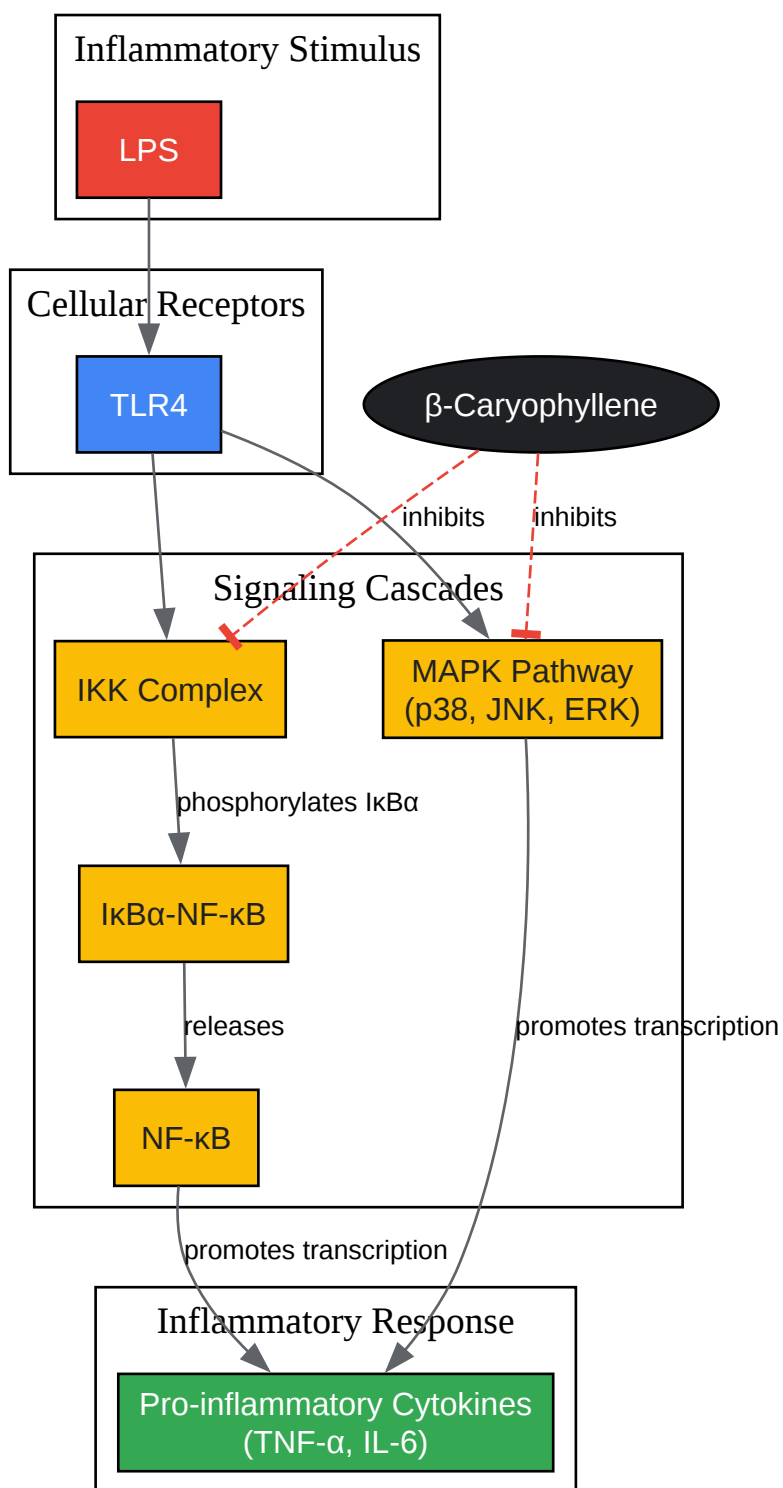 Inflammatory Stimulus
LPS
Cellular Receptors
TLR4
β-Caryophyllene
inhibits
inhibits
Signaling Cascades
IKK Complex
MAPK Pathway
(p38, JNK, ERK)
phosphorylates IκBα
IκBα-NF-κB
releases
promotes transcription
NF-κB
promotes transcription
Inflammatory Response
Pro-inflammatory Cytokines
(TNF-α, IL-6)